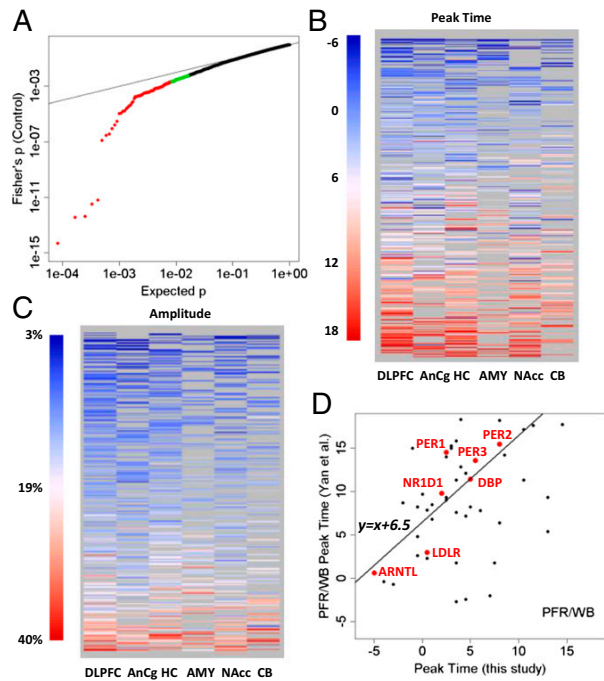 A
Fisher's p (Control)
1e-03
1e-07
1e-11
1e-15
1e-04 1e-03 1e-02 1e-01 1e+00
Expected p
B
Peak Time
-6
0
6
12
18
DLPFC AnCg HC AMY NAcc CB
C
Amplitude
3%
19%
40%
DLPFC AnCg HC AMY NAcc CB
D
PFR/WB Peak Time (Yan et al.)
15
10
5
0
-5
PER1
PER2
PER3
NR1D1
DBP
y=x+6.5
LDLR
ARNTL
PFR/WB
-5 0 5 10 15
Peak Time (this study)